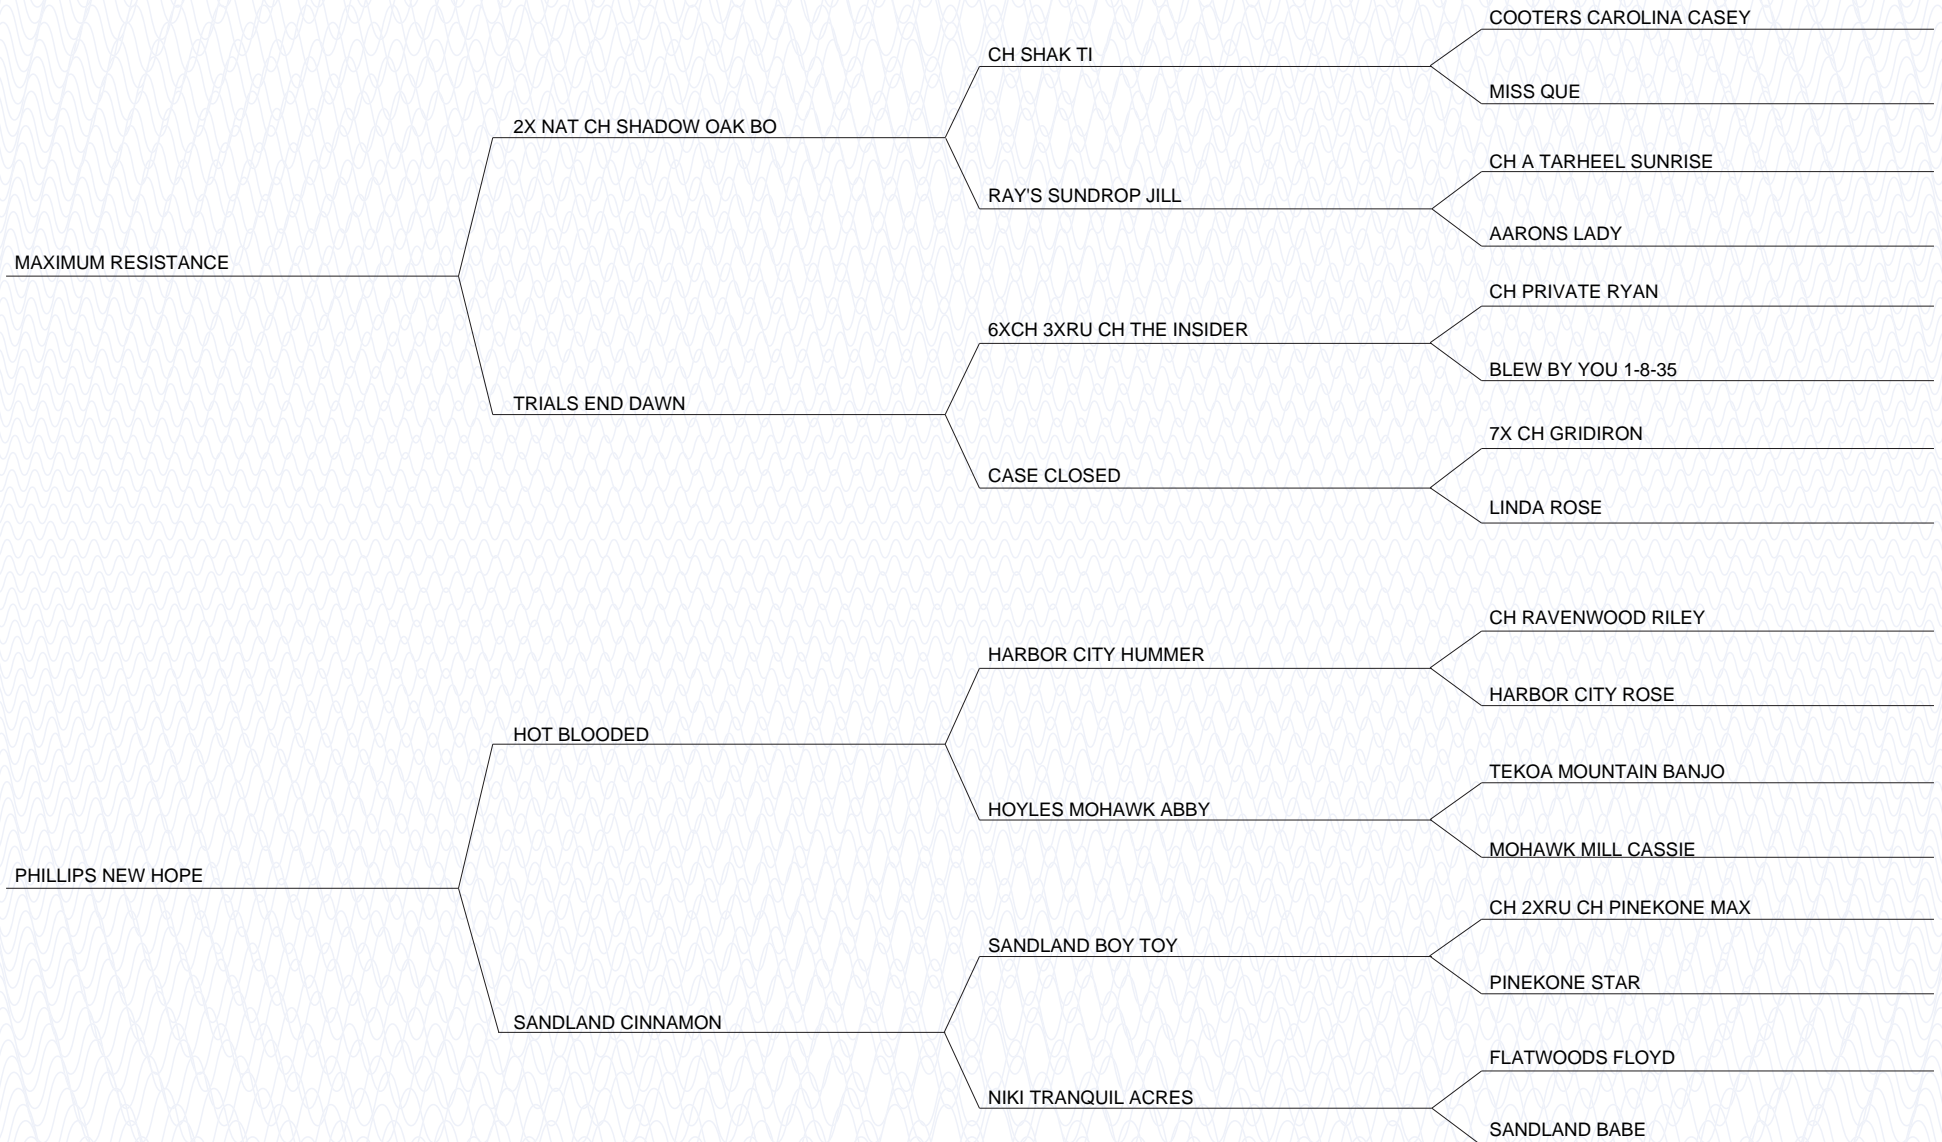 COOTERS CAROLINA CASEY
CH SHAK TI
MISS QUE
2X NAT CH SHADOW OAK BO
CH A TARHEEL SUNRISE
RAY'S SUNDROP JILL
AARONS LADY
MAXIMUM RESISTANCE
CH PRIVATE RYAN
6XCH 3XRU CH THE INSIDER
BLEW BY YOU 1-8-35
TRIALS END DAWN
7X CH GRIDIRON
CASE CLOSED
LINDA ROSE
CH RAVENWOOD RILEY
HARBOR CITY HUMMER
HARBOR CITY ROSE
HOT BLOODED
TEKOA MOUNTAIN BANJO
HOYLES MOHAWK ABBY
MOHAWK MILL CASSIE
PHILLIPS NEW HOPE
CH 2XRU CH PINEKONE MAX
SANDLAND BOY TOY
PINEKONE STAR
SANDLAND CINNAMON
FLATWOODS FLOYD
NIKI TRANQUIL ACRES
SANDLAND BABE